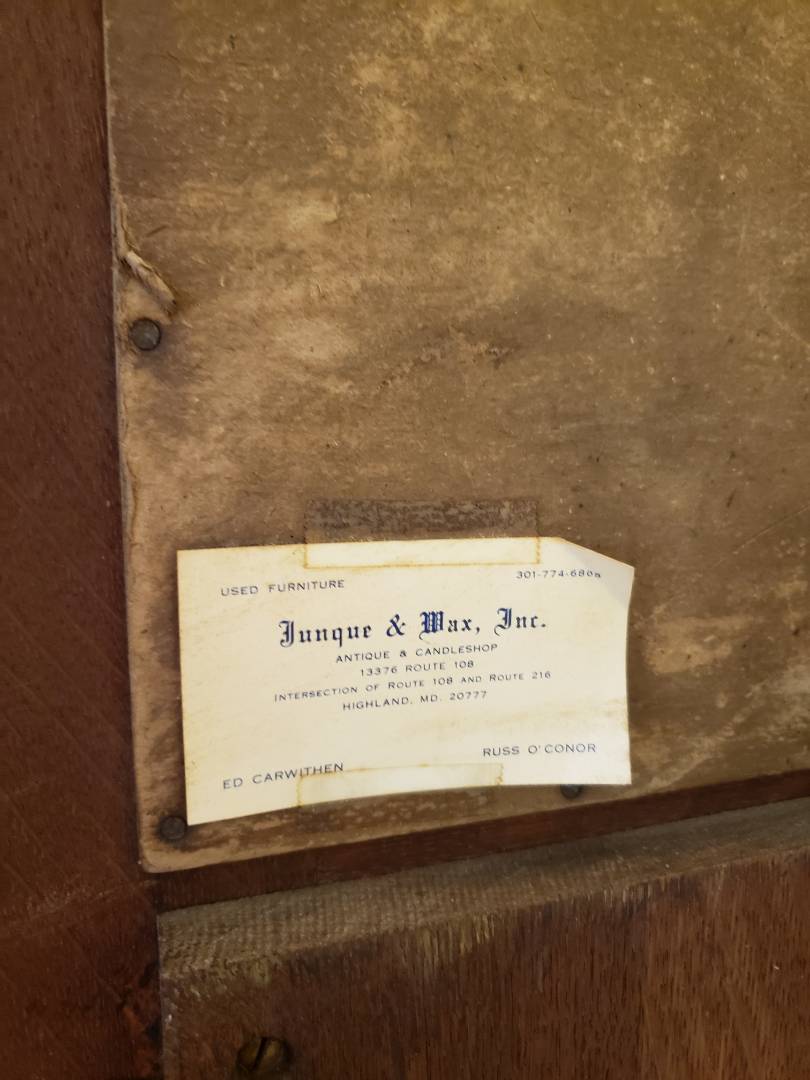 USED FURNITURE
Junque & Wax, Inc.
ANTIQUE & CANDLESHOP
13376 ROUTE 108
INTERSECTION OF ROUTE 108 AND ROUTE 216
HIGHLAND, MD. 20777
ED CARWITHEN
RUSS O'CONOR